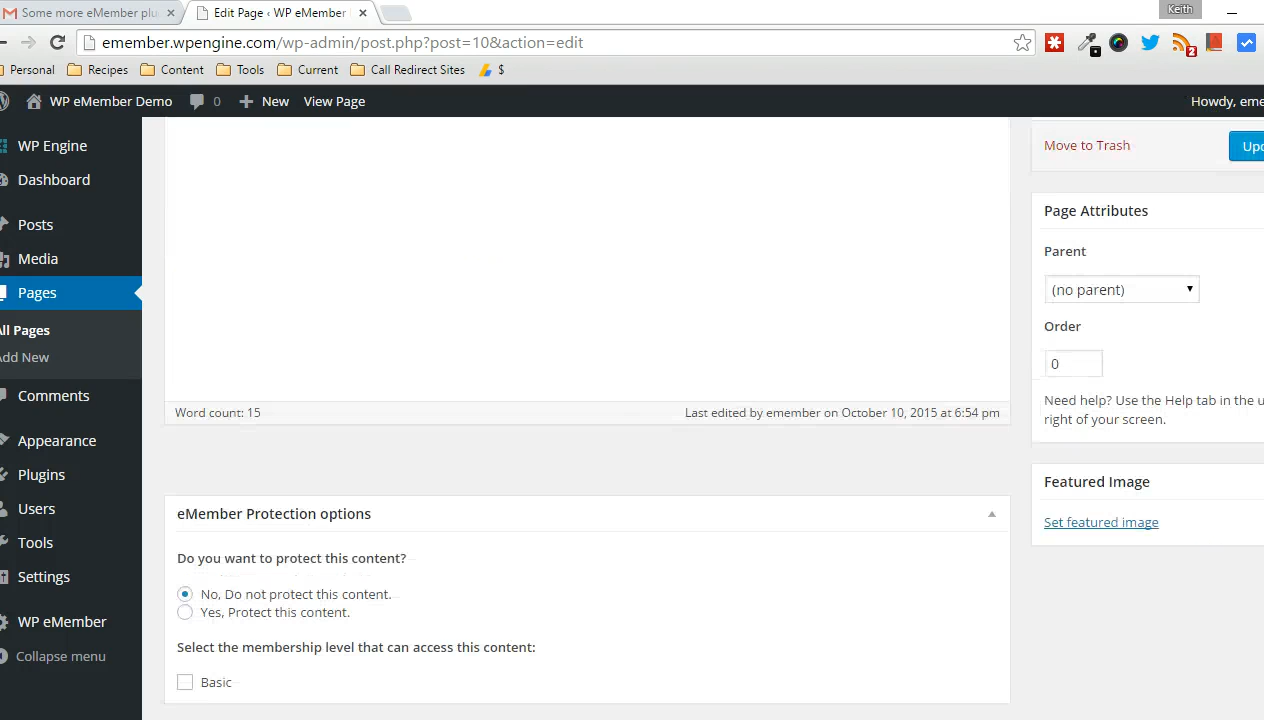 Keith
Some more eMember plu
Edit Page ‹ WP eMember
emember.wpengine.com/wp-admin/post.php?post=10&action=edit
2
Personal
Recipes
Content
Tools
Current
Call Redirect Sites
$
WP eMember Demo
0
New
View Page
Howdy, eme
WP Engine
Dashboard
Posts
Media
Pages
All Pages
Add New
Comments
Appearance
Plugins
Users
Tools
Settings
WP eMember
Collapse menu
Word count: 15
Last edited by emember on October 10, 2015 at 6:54 pm
eMember Protection options
Do you want to protect this content?
No, Do not protect this content.
Yes, Protect this content.
Select the membership level that can access this content:
Basic
Move to Trash
Upd
Page Attributes
Parent
(no parent)
Order
0
Need help? Use the Help tab in the u
right of your screen.
Featured Image
Set featured image